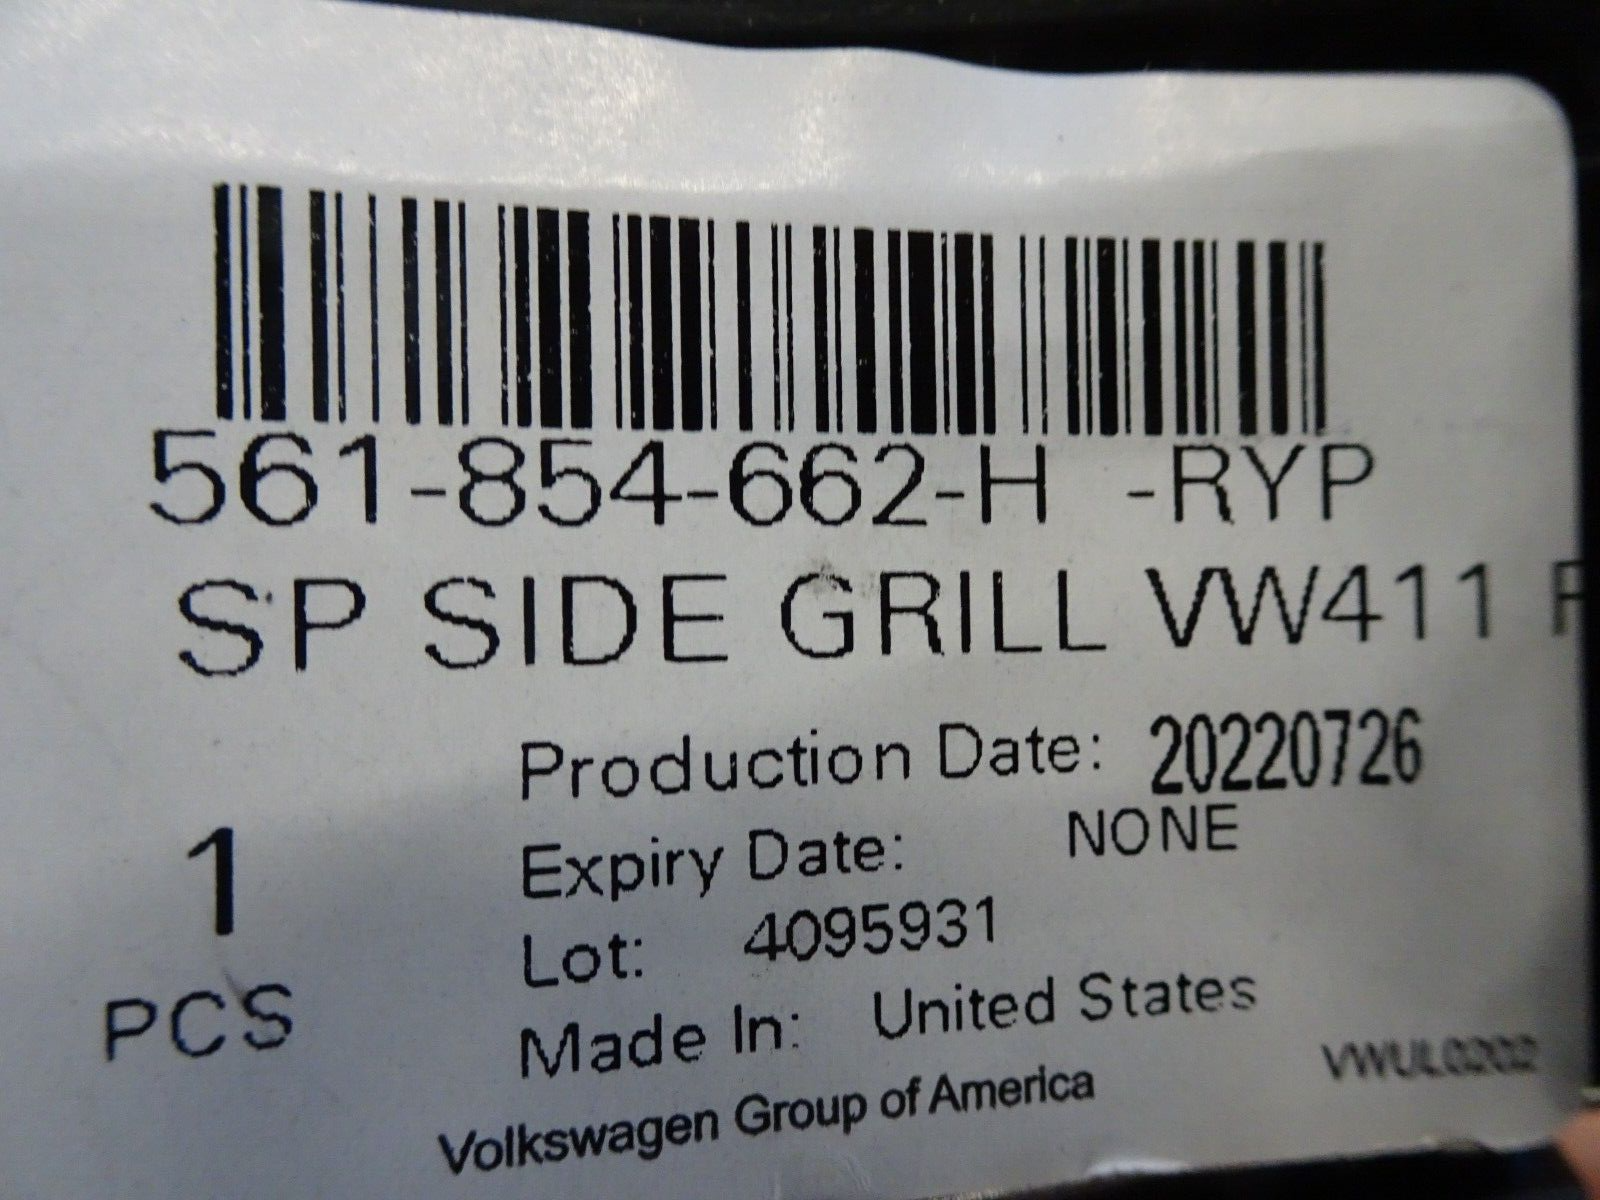 561-854-662-H -RYP
SP SIDE GRILL VW411
Production Date: 20220726
Expiry Date: NONE
1
Lot: 4095931
PCS
Made In: United States
Volkswagen Group of America
VWUL0202